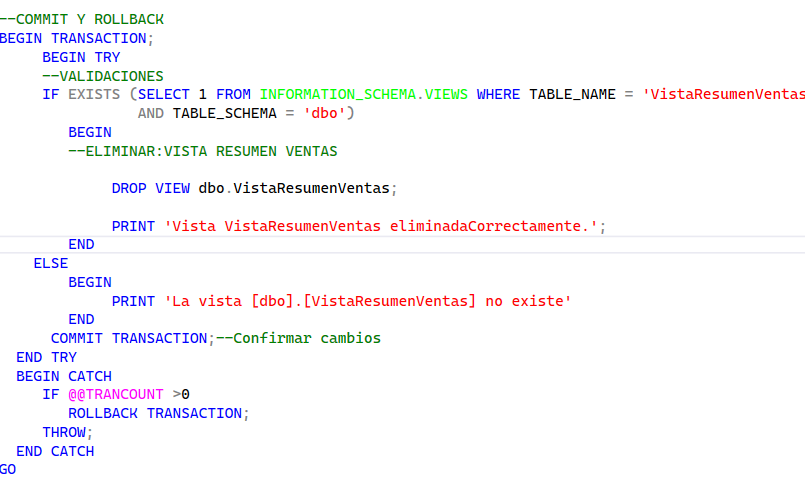 --COMMIT Y ROLLBACK
BEGIN TRANSACTION;
BEGIN TRY
--VALIDACIONES
IF EXISTS (SELECT 1 FROM INFORMATION_SCHEMA.VIEWS WHERE TABLE_NAME = 'VistaResumenVentas
AND TABLE_SCHEMA = 'dbo')
BEGIN
--ELIMINAR:VISTA RESUMEN VENTAS
DROP VIEW dbo.VistaResumenVentas;
PRINT 'Vista VistaResumenVentas eliminadaCorrectamente.';
END
ELSE
BEGIN
PRINT 'La vista [dbo].[VistaResumenVentas] no existe'
END
COMMIT TRANSACTION;--Confirmar cambios
END TRY
BEGIN CATCH
IF @@TRANCOUNT >0
ROLLBACK TRANSACTION;
THROW;
END CATCH
GO